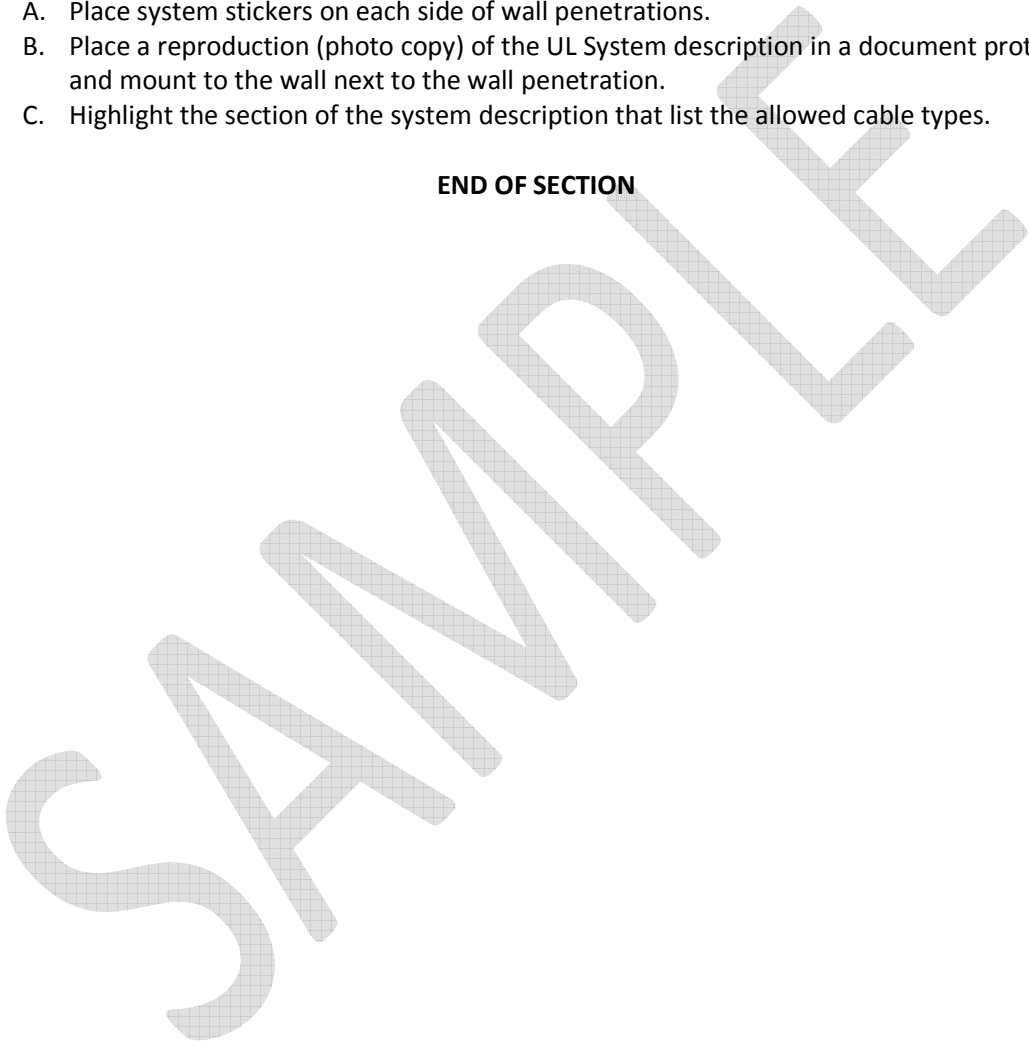 A. Place system stickers on each side of wall penetrations.
B. Place a reproduction (photo copy) of the UL System description in a document prot
and mount to the wall next to the wall penetration.
C. Highlight the section of the system description that list the allowed cable types.
END OF SECTION
SAMPLE